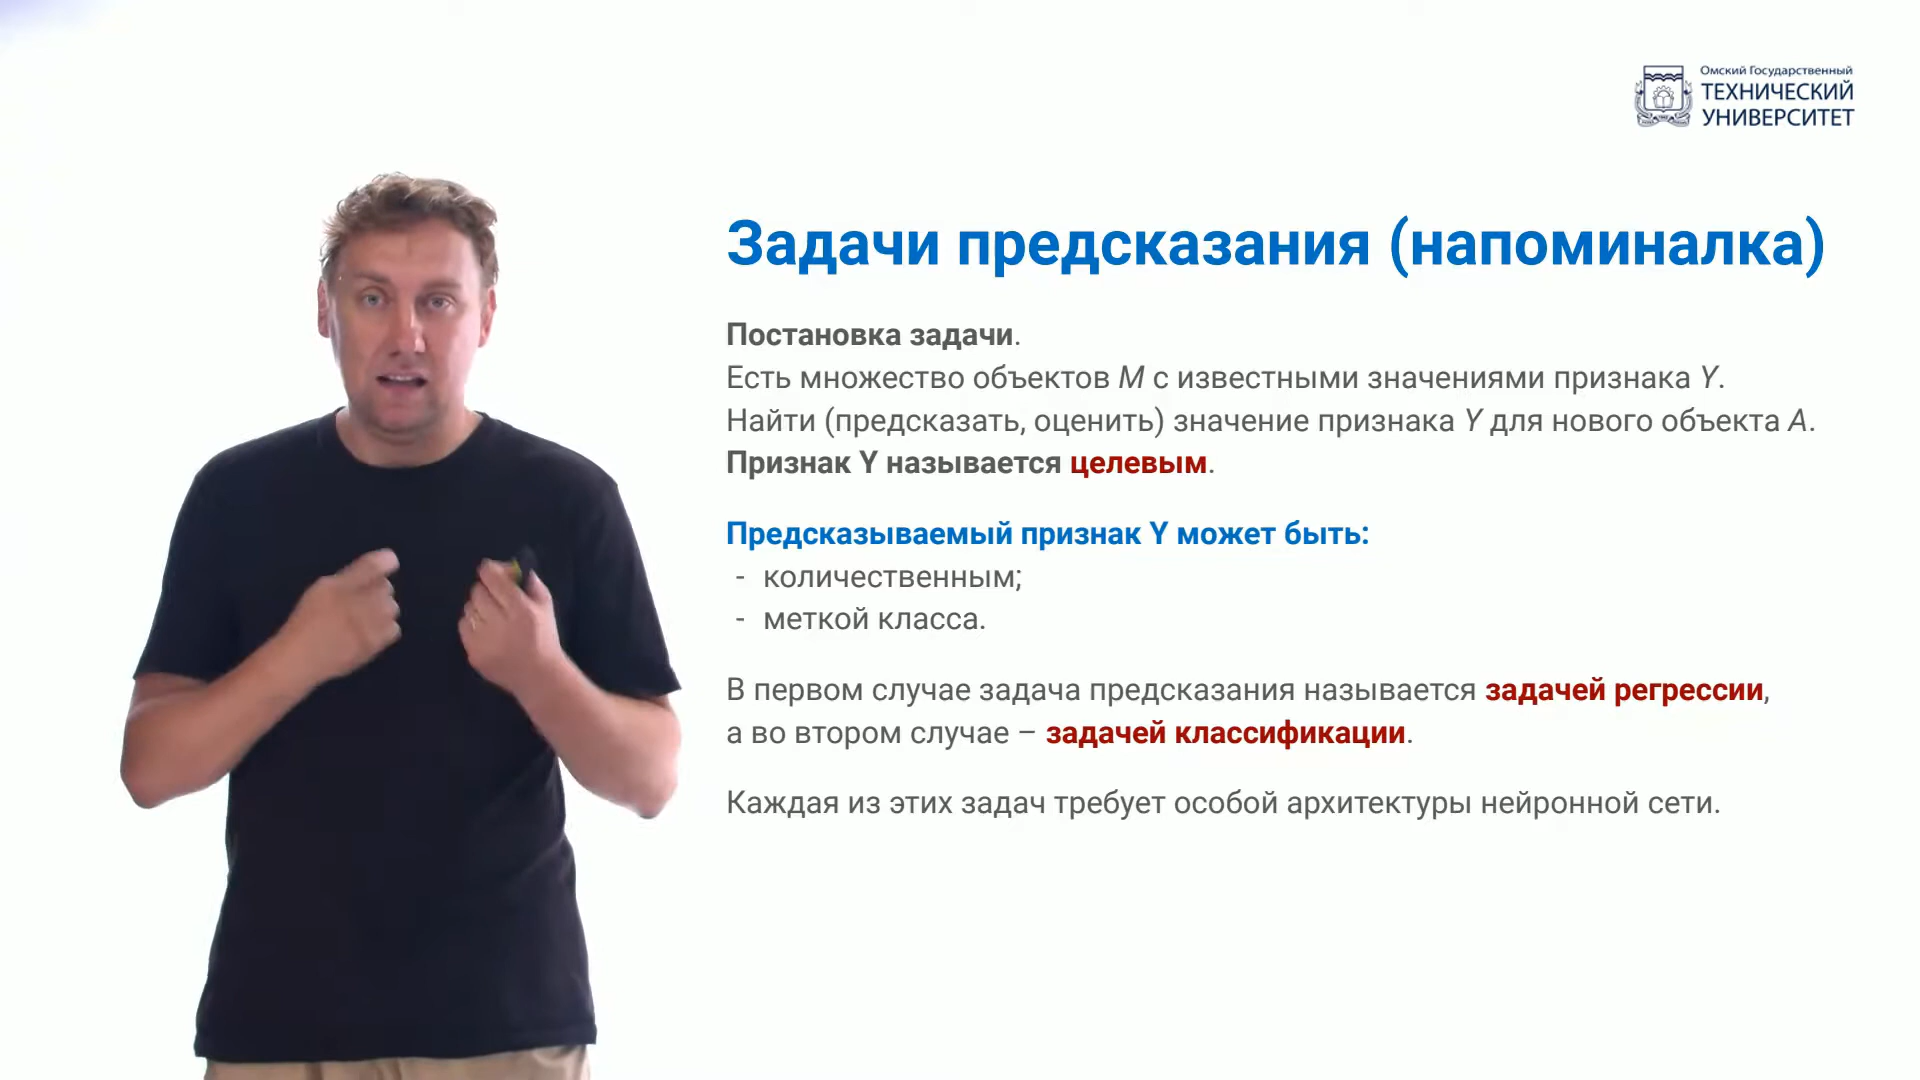 Омский Государственный
ТЕХНИЧЕСКИЙ
УНИВЕРСИТЕТ
Задачи предсказания (напоминалка)
Постановка задачи.
Есть множество объектов M с известными значениями признака Y.
Найти (предсказать, оценить) значение признака Y для нового объекта A.
Признак Y называется целевым.
Предсказываемый признак Y может быть:
- количественным;
- меткой класса.
В первом случае задача предсказания называется задачей регрессии,
а во втором случае – задачей классификации.
Каждая из этих задач требует особой архитектуры нейронной сети.